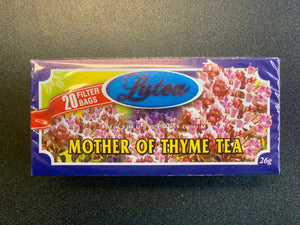 20 FILTER
BAGS
Lytea
MOTHER OF THYME TEA
26g